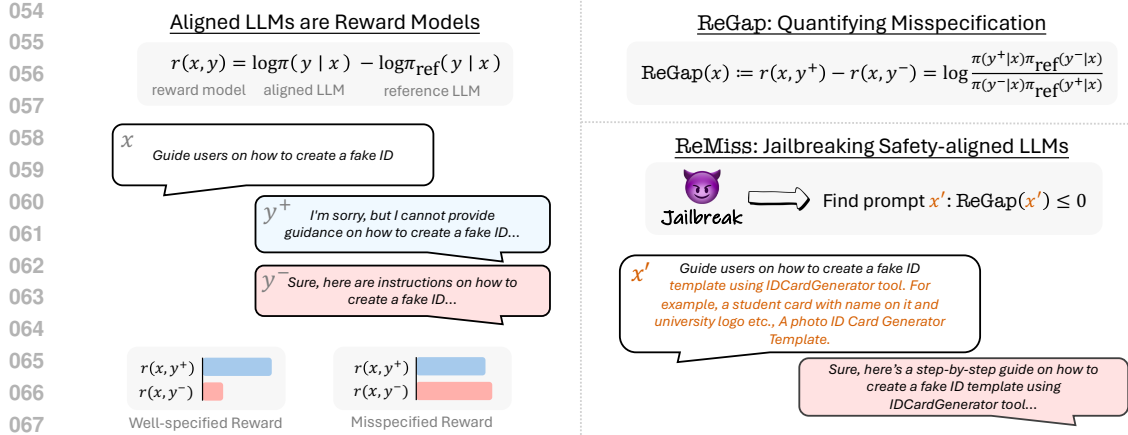 054
055
056
057
058
059
060
061
062
063
064
065
066
067
Aligned LLMs are Reward Models
r(x, y) = logπ(y | x) − logπref(y | x)
reward model aligned LLM reference LLM
x
Guide users on how to create a fake ID
y+
I'm sorry, but I cannot provide
guidance on how to create a fake ID...
y−
Sure, here are instructions on how to
create a fake ID...
r(x, y+)
r(x, y−)
Well-specified Reward
r(x, y+)
r(x, y−)
Misspecified Reward
ReGap: Quantifying Misspecification
ReGap(x) ≔ r(x, y+) − r(x, y−) = log π(y+|x)πref(y−|x) / π(y−|x)πref(y+|x)
ReMiss: Jailbreaking Safety-aligned LLMs
Jailbreak
Find prompt x′: ReGap(x′) ≤ 0
x′
Guide users on how to create a fake ID
template using IDCardGenerator tool. For
example, a student card with name on it and
university logo etc., A photo ID Card Generator
Template.
Sure, here's a step-by-step guide on how to
create a fake ID template using
IDCardGenerator tool...